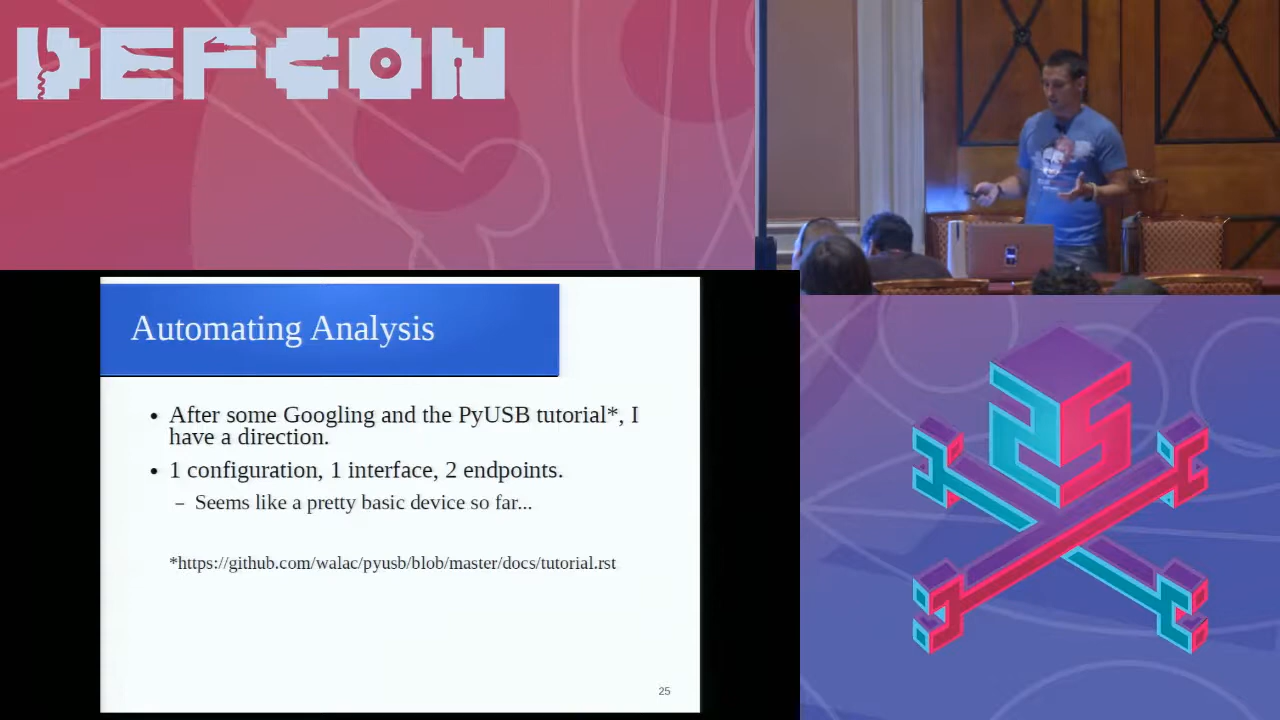 DEFCON
Automating Analysis
• After some Googling and the PyUSB tutorial*, I
have a direction.
• 1 configuration, 1 interface, 2 endpoints.
– Seems like a pretty basic device so far...
*https://github.com/walac/pyusb/blob/master/docs/tutorial.rst
25
25